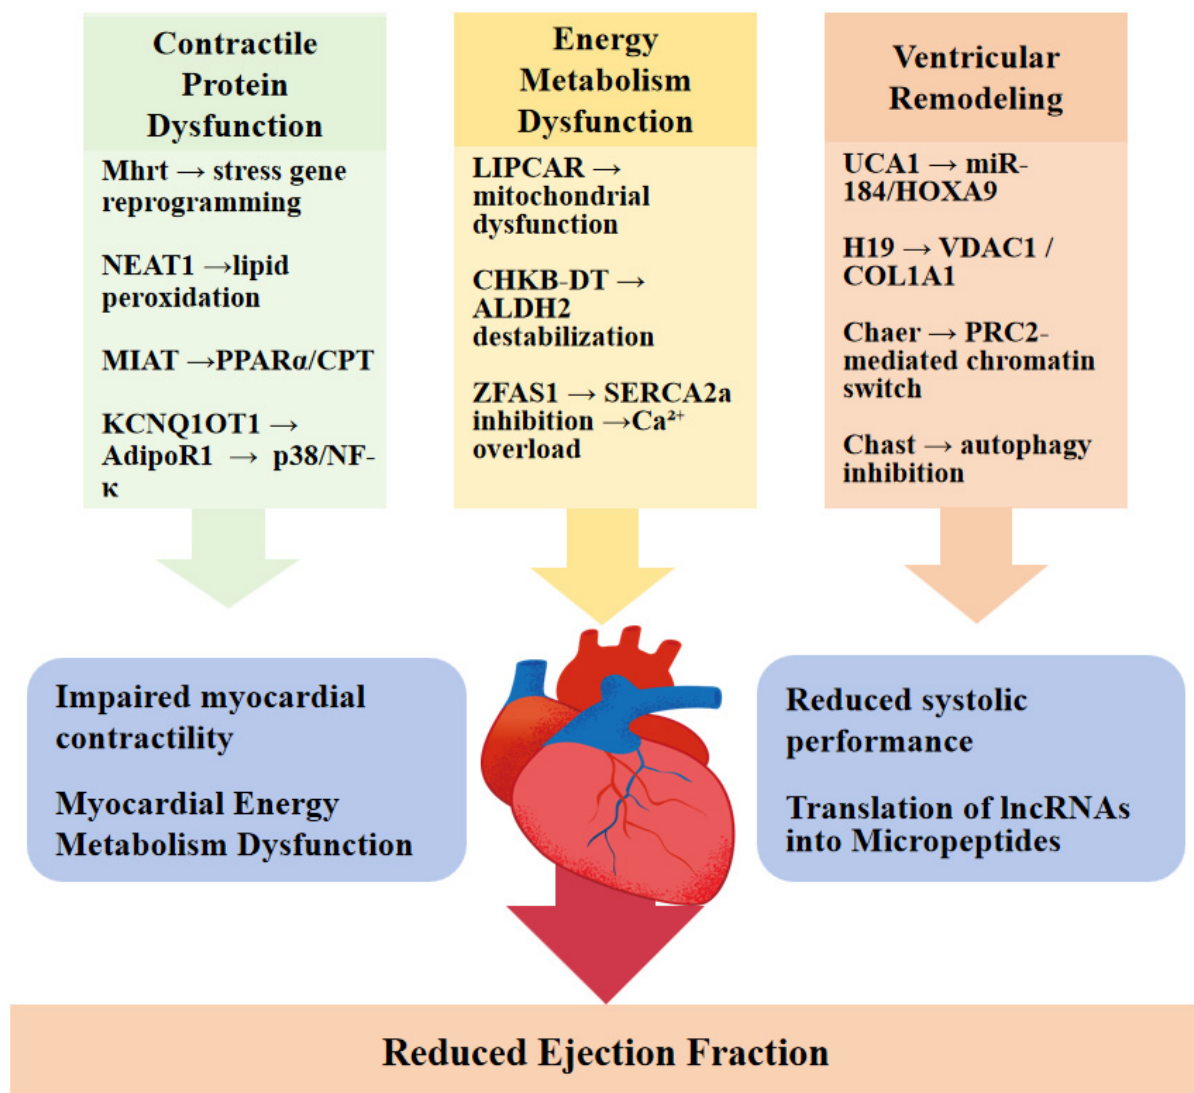 Contractile
Protein
Dysfunction
Mhrt → stress gene
reprogramming
NEAT1 →lipid
peroxidation
MIAT →PPARα/CPT
KCNQ1OT1 →
AdipoR1 → p38/NF-
κ
Energy
Metabolism
Dysfunction
LIPCAR →
mitochondrial
dysfunction
CHKB-DT →
ALDH2
destabilization
ZFAS1 → SERCA2a
inhibition →Ca²⁺
overload
Ventricular
Remodeling
UCA1 → miR-
184/HOXA9
H19 → VDAC1 /
COL1A1
Chaer → PRC2-
mediated chromatin
switch
Chast → autophagy
inhibition
Impaired myocardial
contractility
Myocardial Energy
Metabolism Dysfunction
Reduced systolic
performance
Translation of lncRNAs
into Micropeptides
Reduced Ejection Fraction